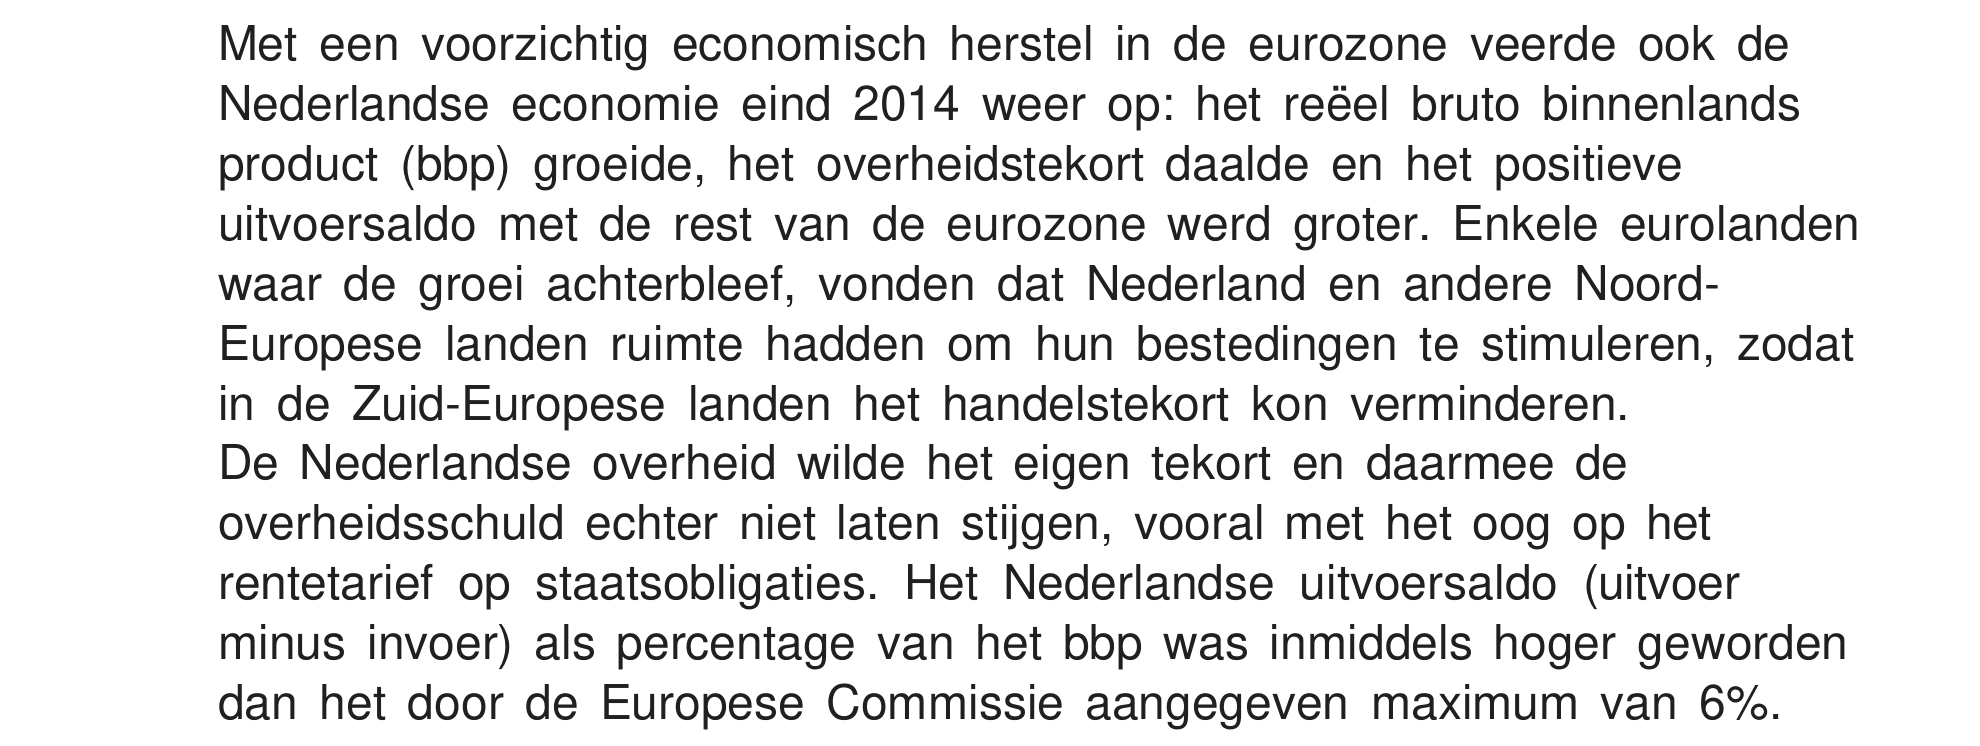 Met een voorzichtig economisch herstel in de eurozone veerde ook de
Nederlandse economie eind 2014 weer op: het reëel bruto binnenlands
product (bbp) groeide, het overheidstekort daalde en het positieve
uitvoersaldo met de rest van de eurozone werd groter. Enkele eurolanden
waar de groei achterbleef, vonden dat Nederland en andere Noord-
Europese landen ruimte hadden om hun bestedingen te stimuleren, zodat
in de Zuid-Europese landen het handelstekort kon verminderen.
De Nederlandse overheid wilde het eigen tekort en daarmee de
overheidsschuld echter niet laten stijgen, vooral met het oog op het
rentetarief op staatsobligaties. Het Nederlandse uitvoersaldo (uitvoer
minus invoer) als percentage van het bbp was inmiddels hoger geworden
dan het door de Europese Commissie aangegeven maximum van 6%.